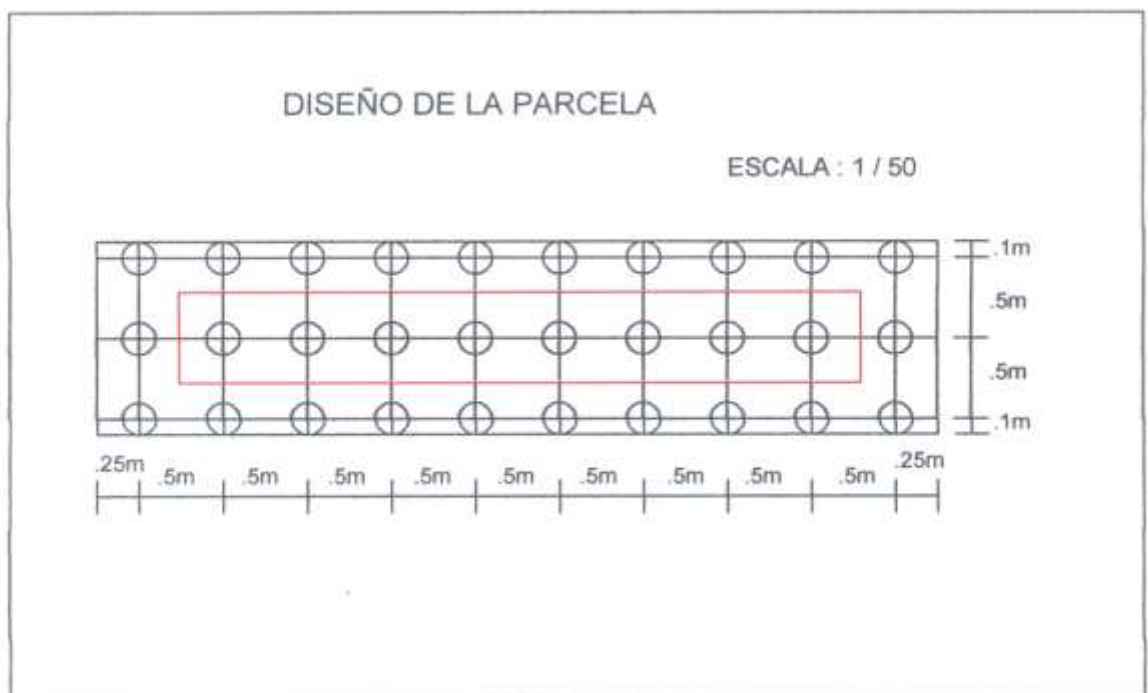 DISEÑO DE LA PARCELA
ESCALA : 1 / 50
.1m
.5m
.5m
.1m
.25m .5m .5m .5m .5m .5m .5m .5m .5m .5m .25m